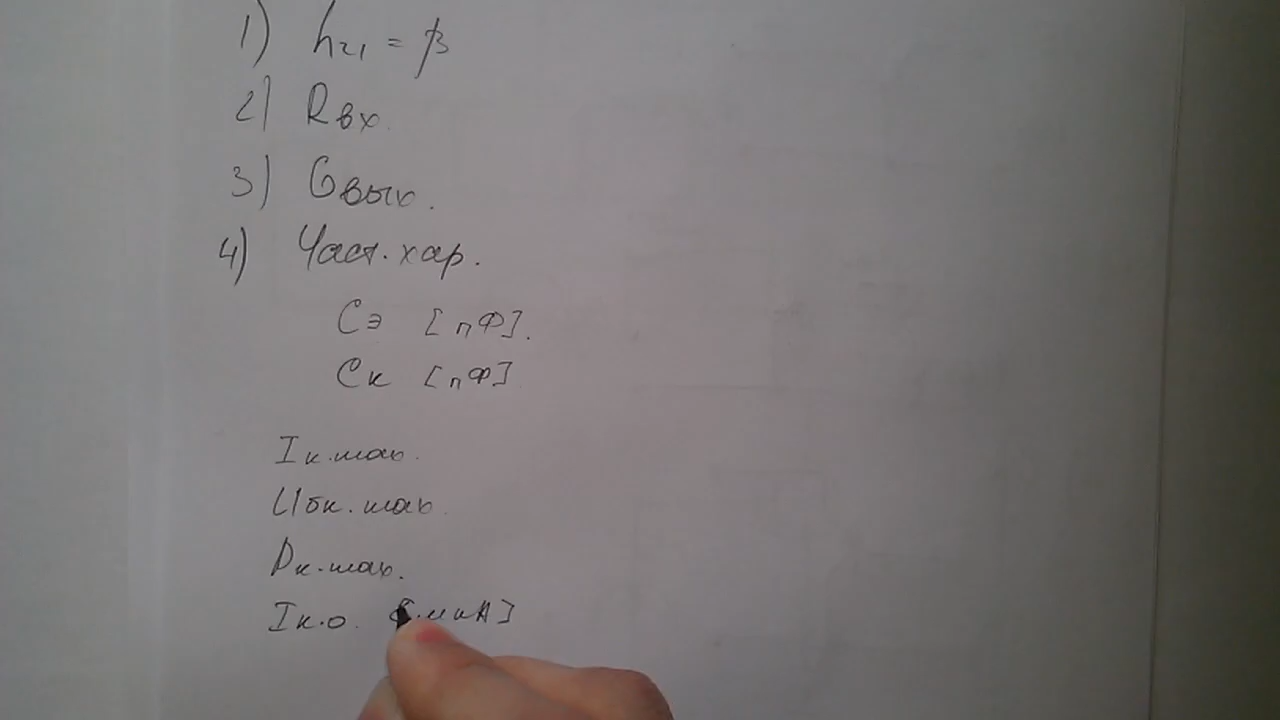 1) h21 = β
2) Rвх.
3) Gвых.
4) Част. хар.
Cэ [пФ].
Cк [пФ].
Iк.max.
Uбк.max.
Pк.max.
Iк.о. [мкА]